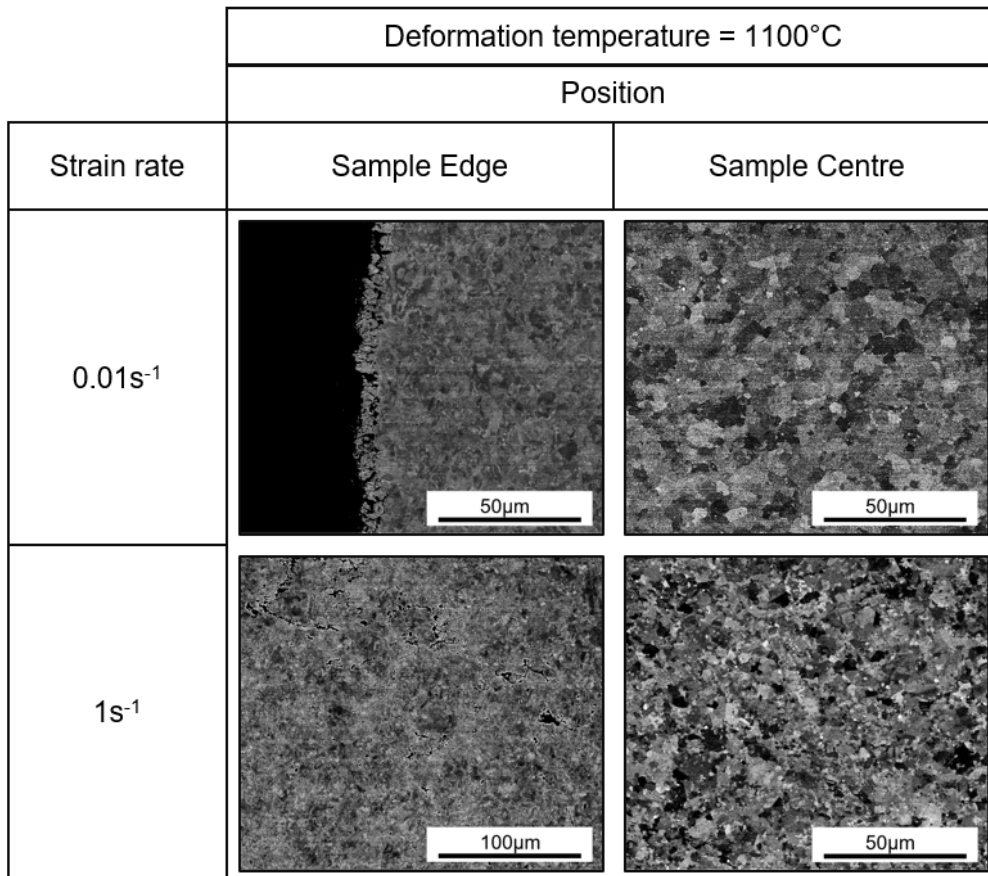 Deformation temperature = 1100°C
Position
Strain rate
Sample Edge
Sample Centre
0.01s⁻¹
50µm
50µm
1s⁻¹
100µm
50µm